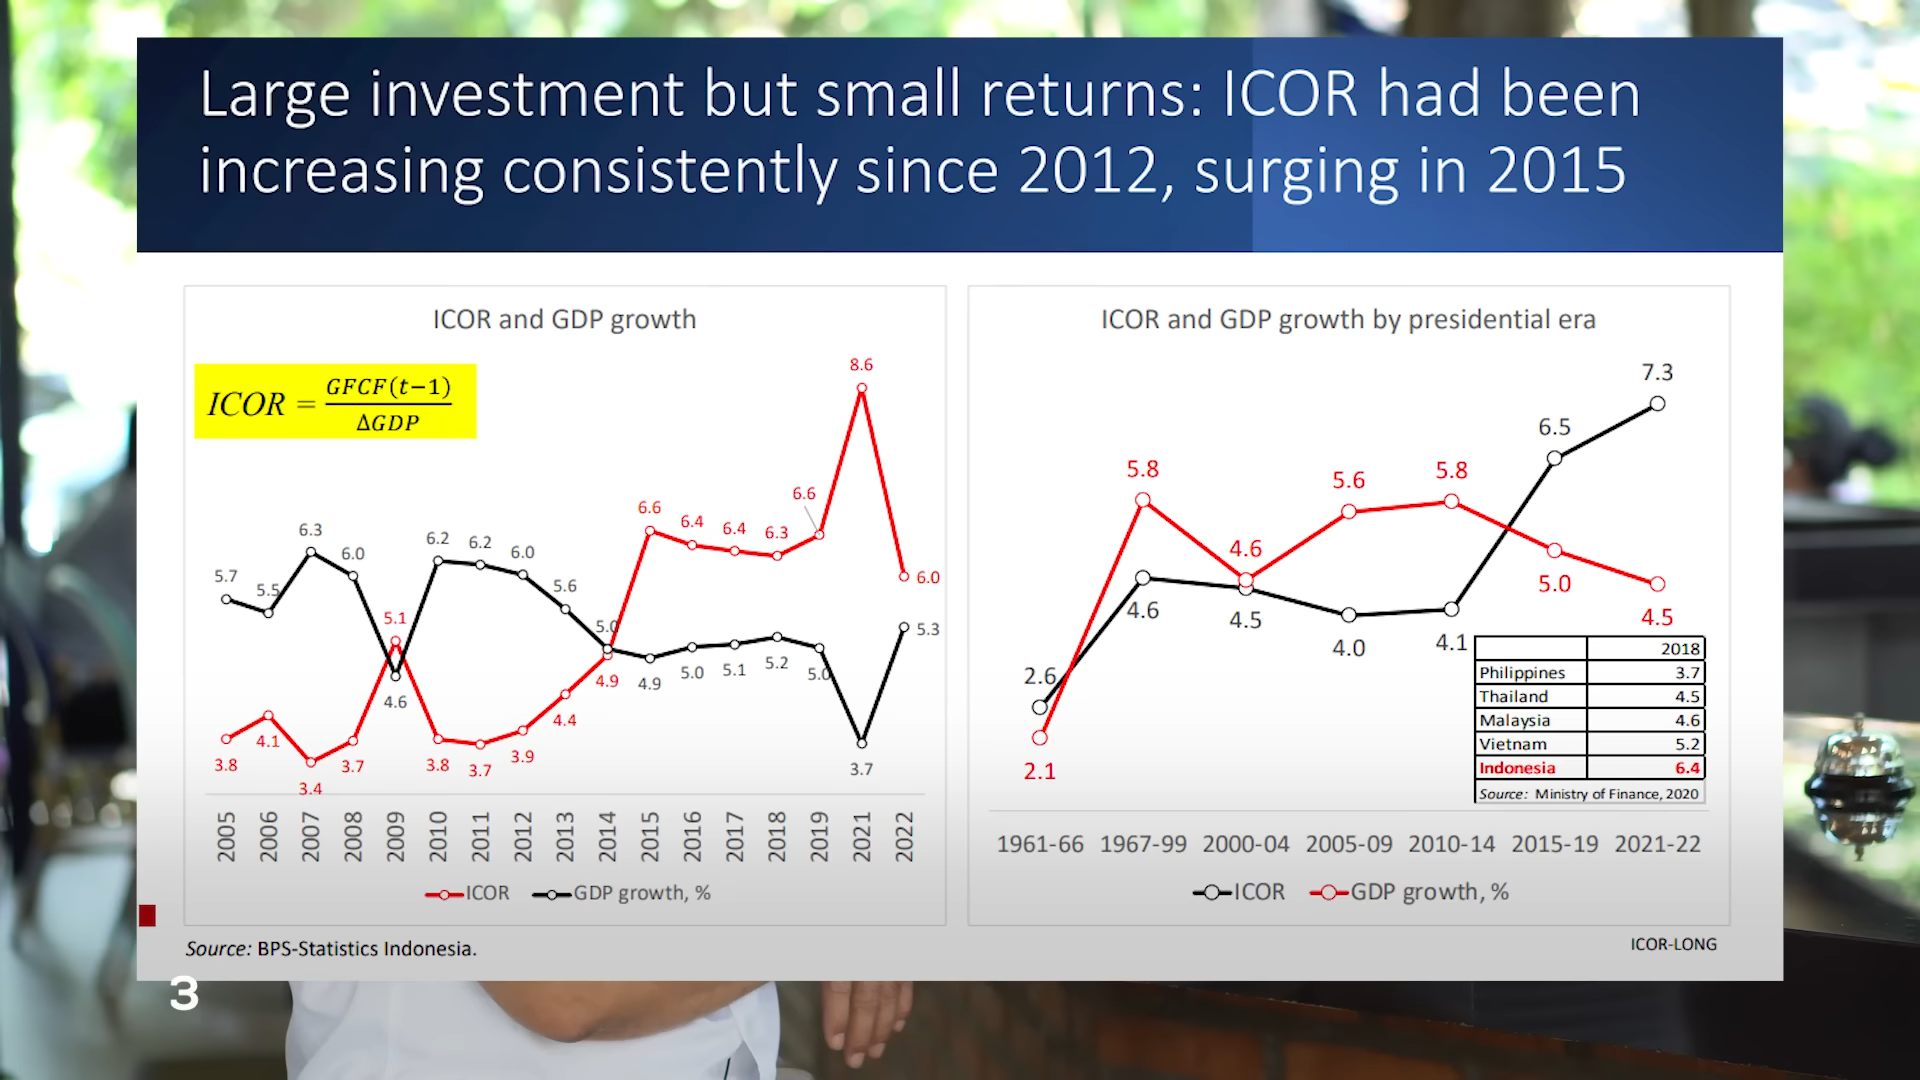 Large investment but small returns: ICOR had been
increasing consistently since 2012, surging in 2015
ICOR and GDP growth
ICOR = GFCF(t−1)
ΔGDP
8.6
6.6
6.6
6.4
6.4
6.3
6.0
5.7
5.5
6.3
6.0
5.1
4.6
6.2
6.2
6.0
5.6
5.0
4.9
4.9
5.0
5.1
5.2
5.0
3.7
5.3
3.8
4.1
3.4
3.7
3.8
3.7
3.9
4.4
2005 2006 2007 2008 2009 2010 2011 2012 2013 2014 2015 2016 2017 2018 2019 2021 2022
ICOR GDP growth, %
Source: BPS-Statistics Indonesia.
ICOR and GDP growth by presidential era
7.3
6.5
5.8
5.6
5.8
4.6
5.0
4.5
4.6
4.5
4.0
4.1
2.6
2.1
2018
Philippines 3.7
Thailand 4.5
Malaysia 4.6
Vietnam 5.2
Indonesia 6.4
Source: Ministry of Finance, 2020
1961-66 1967-99 2000-04 2005-09 2010-14 2015-19 2021-22
ICOR GDP growth, %
ICOR-LONG
3